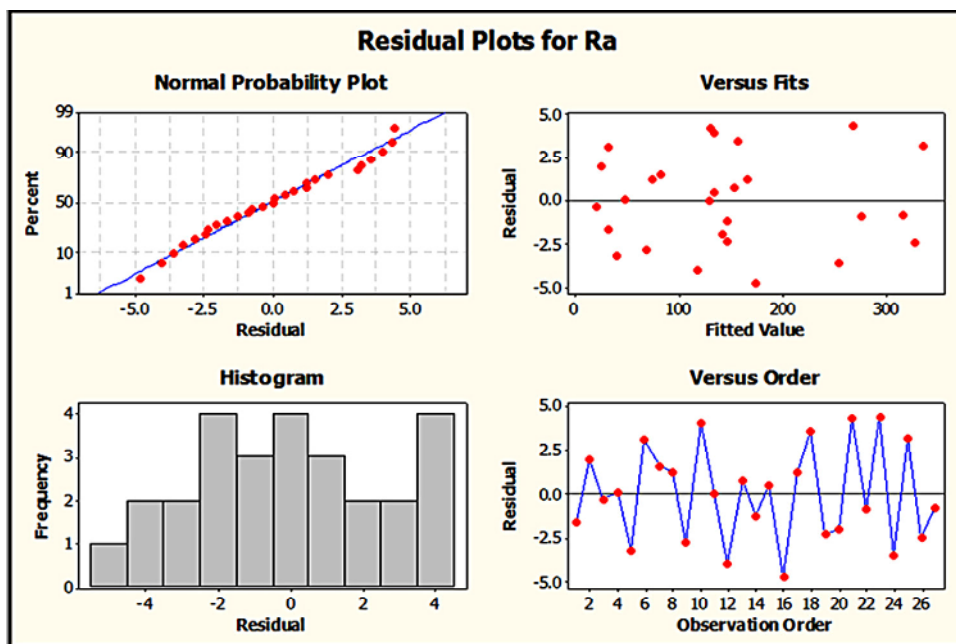 Residual Plots for Ra
Normal Probability Plot
99
90
50
10
1
Percent
-5.0 -2.5 0.0 2.5 5.0
Residual
Versus Fits
5.0
2.5
0.0
-2.5
-5.0
Residual
0 100 200 300
Fitted Value
Histogram
4
3
2
1
0
Frequency
-4 -2 0 2 4
Residual
Versus Order
5.0
2.5
0.0
-2.5
-5.0
Residual
2 4 6 8 10 12 14 16 18 20 22 24 26
Observation Order